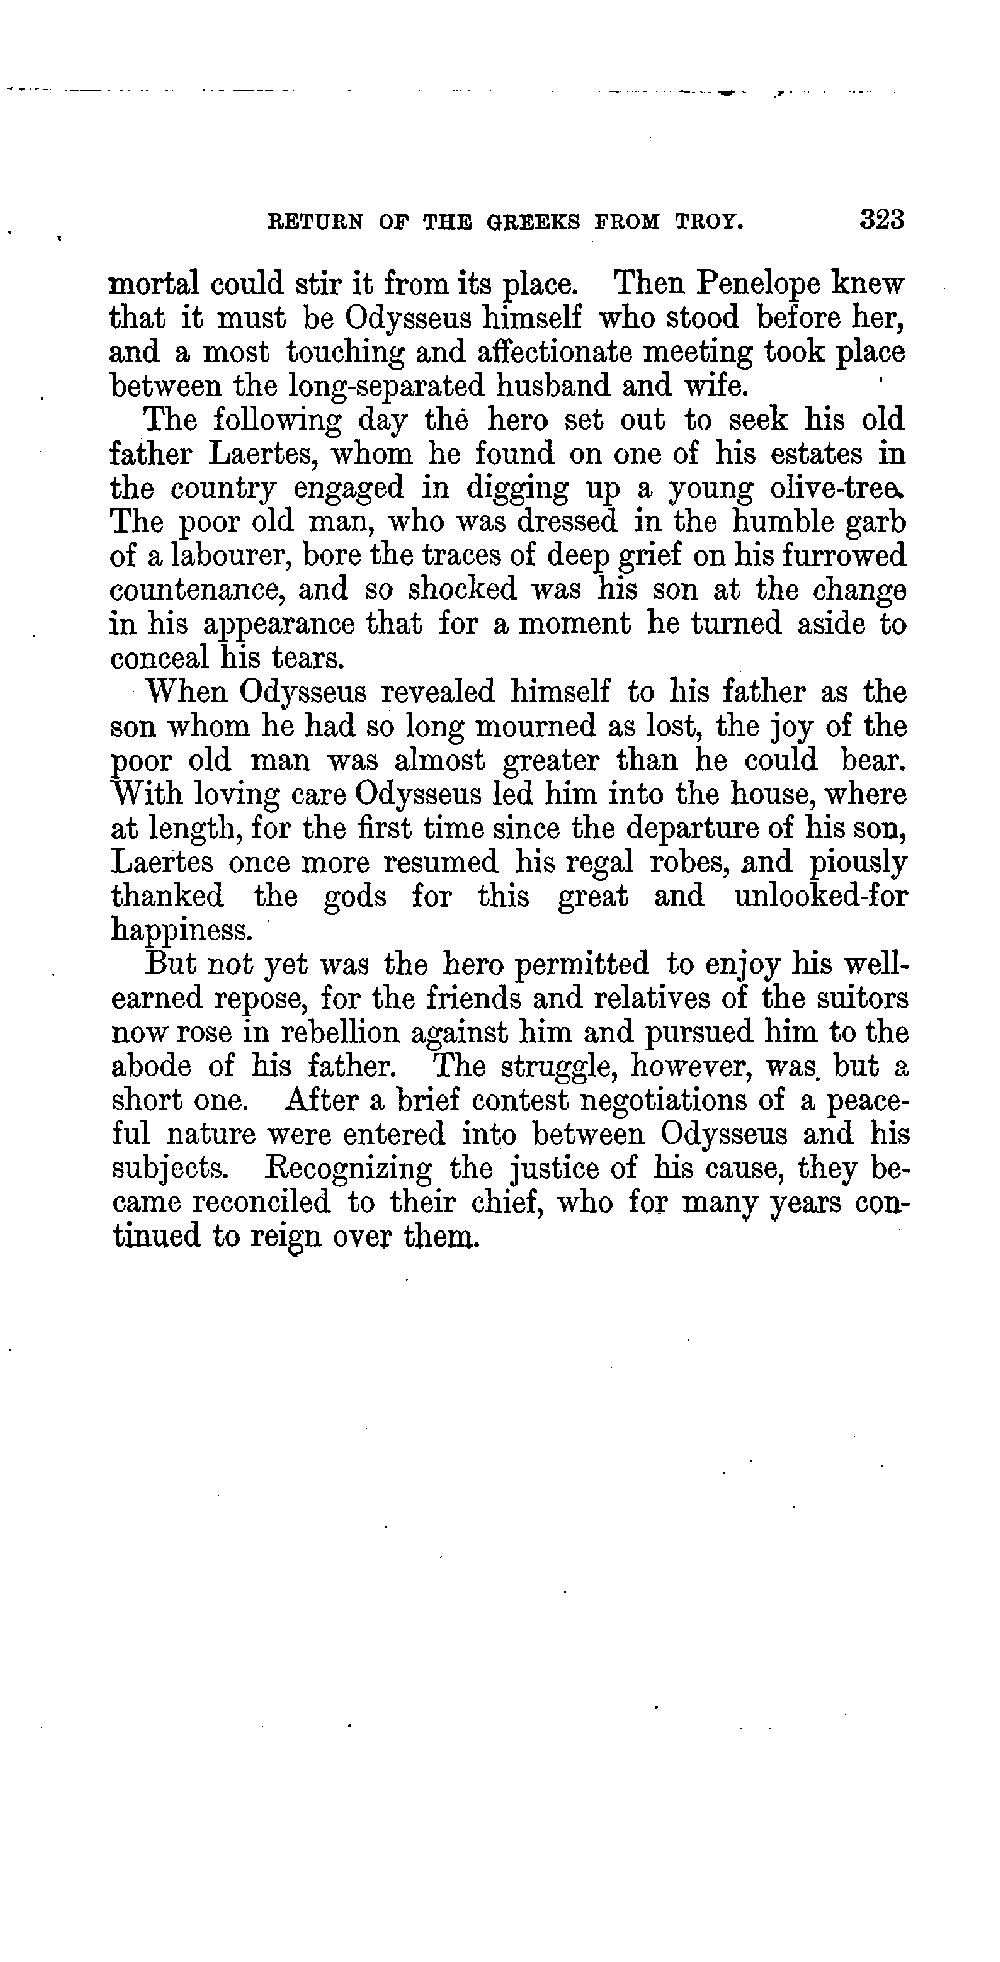 RETURN OF THE GREEKS FROM TROY. 323
mortal could stir it from its place. Then Penelope knew
that it must be Odysseus himself who stood before her,
and a most touching and affectionate meeting took place
between the long-separated husband and wife.
The following day the hero set out to seek his old
father Laertes, whom he found on one of his estates in
the country engaged in digging up a young olive-tree.
The poor old man, who was dressed in the humble garb
of a labourer, bore the traces of deep grief on his furrowed
countenance, and so shocked was his son at the change
in his appearance that for a moment he turned aside to
conceal his tears.
When Odysseus revealed himself to his father as the
son whom he had so long mourned as lost, the joy of the
poor old man was almost greater than he could bear.
With loving care Odysseus led him into the house, where
at length, for the first time since the departure of his son,
Laertes once more resumed his regal robes, and piously
thanked the gods for this great and unlooked-for
happiness.
But not yet was the hero permitted to enjoy his well-
earned repose, for the friends and relatives of the suitors
now rose in rebellion against him and pursued him to the
abode of his father. The struggle, however, was but a
short one. After a brief contest negotiations of a peace-
ful nature were entered into between Odysseus and his
subjects. Recognizing the justice of his cause, they be-
came reconciled to their chief, who for many years con-
tinued to reign over them.